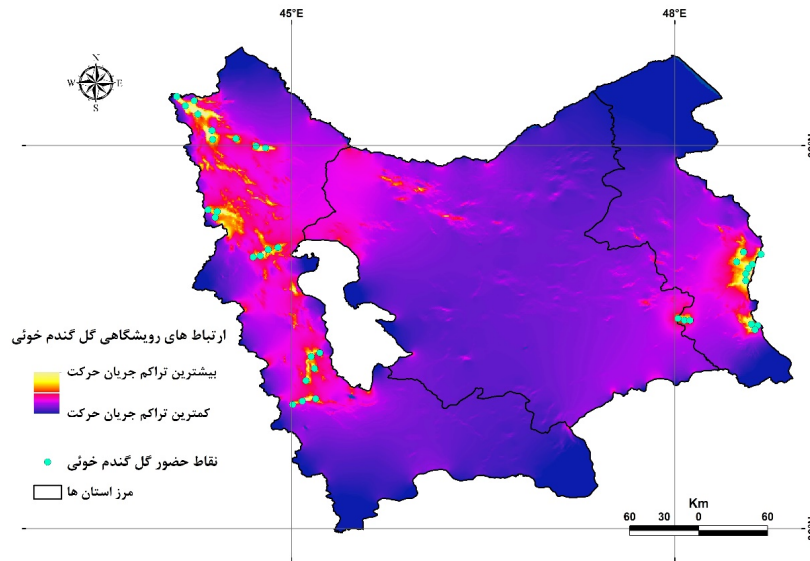 45°E
48°E
N
W E
S
ارتباط های رویشگاهی گل گندم خوئی
بیشترین تراکم جریان حرکت
کمترین تراکم جریان حرکت
نقاط حضور گل گندم خوئی
مرز استان ها
Km
60 30 0 60